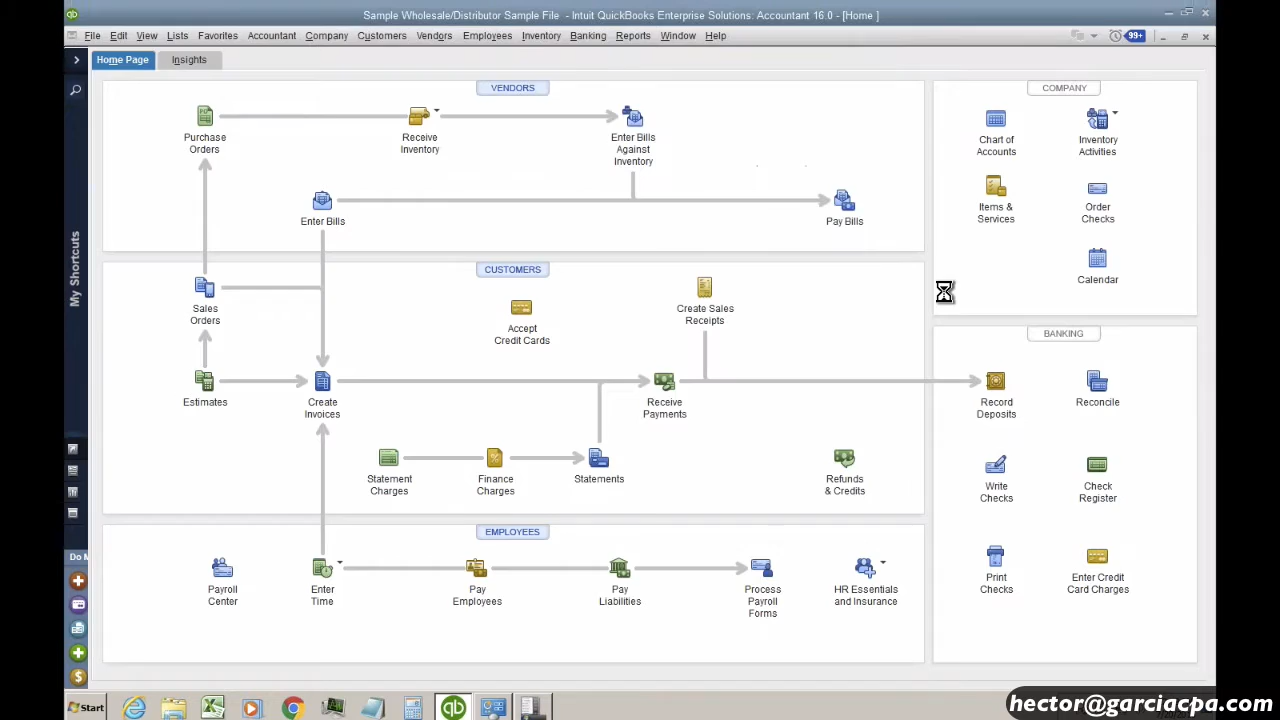 Sample Wholesale/Distributor Sample File - Intuit QuickBooks Enterprise Solutions: Accountant 16.0 - [Home ]
File Edit View Lists Favorites Accountant Company Customers Vendors Employees Inventory Banking Reports Window Help
99+
Home Page
Insights
My Shortcuts
Do M
VENDORS
Purchase
Orders
Receive
Inventory
Enter Bills
Against
Inventory
Enter Bills
Pay Bills
CUSTOMERS
Sales
Orders
Accept
Credit Cards
Create Sales
Receipts
Estimates
Create
Invoices
Receive
Payments
Statement
Charges
Finance
Charges
Statements
Refunds
& Credits
EMPLOYEES
Payroll
Center
Enter
Time
Pay
Employees
Pay
Liabilities
Process
Payroll
Forms
HR Essentials
and Insurance
COMPANY
Chart of
Accounts
Inventory
Activities
Items &
Services
Order
Checks
Calendar
BANKING
Record
Deposits
Reconcile
Write
Checks
Check
Register
Print
Checks
Enter Credit
Card Charges
Start
hector@garciacpa.com